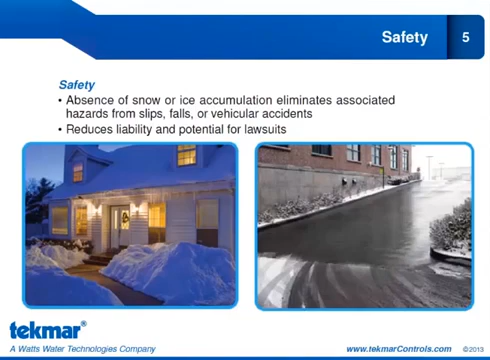 Safety 5
Safety
• Absence of snow or ice accumulation eliminates associated
hazards from slips, falls, or vehicular accidents
• Reduces liability and potential for lawsuits
tekmar®
A Watts Water Technologies Company
www.tekmarControls.com ©2013